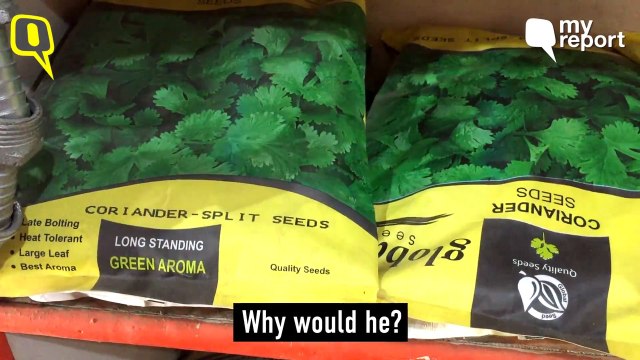 Q
my
report
CORIANDER-SPLIT SEEDS
Late Bolting
Heat Tolerant
Large Leaf
Best Aroma
LONG STANDING
GREEN AROMA
Quality Seeds
CORIANDER
SEEDS
Quality Seeds
Why would he?